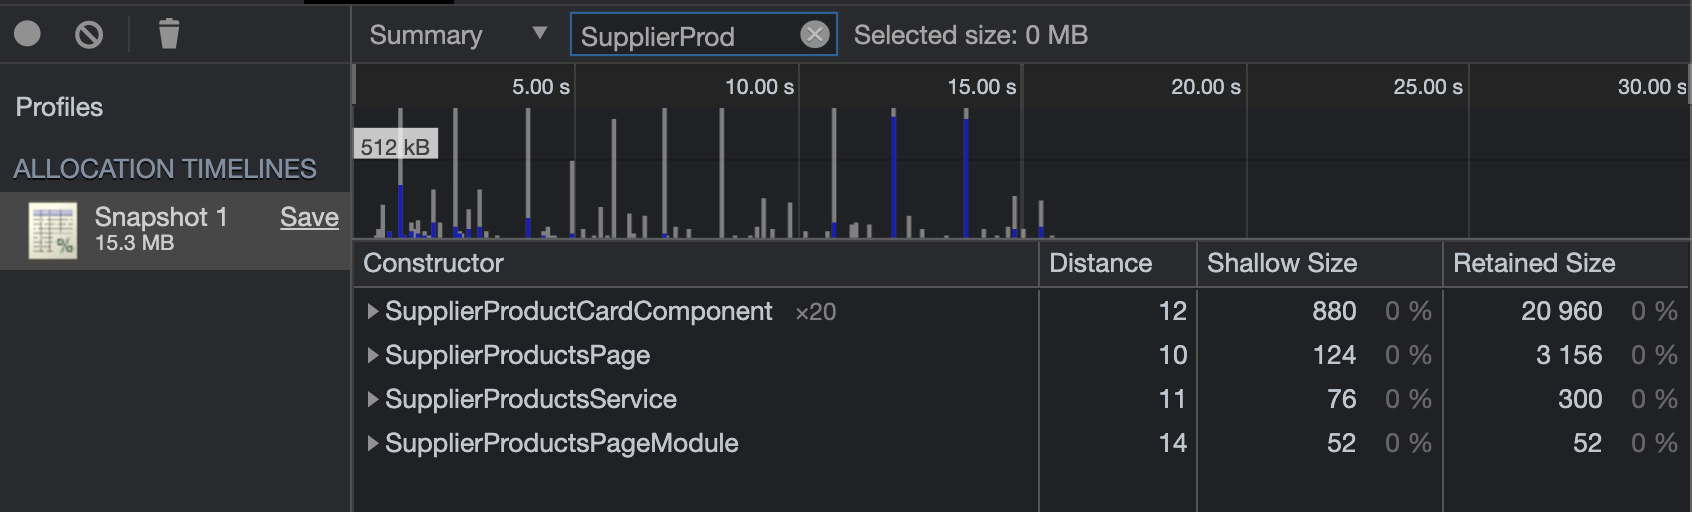 Summary ▼ SupplierProd Selected size: 0 MB
Profiles
ALLOCATION TIMELINES
Snapshot 1 Save
15.3 MB
5.00 s 10.00 s 15.00 s 20.00 s 25.00 s 30.00 s
512 kB
Constructor Distance Shallow Size Retained Size
SupplierProductCardComponent ×20 12 880 0 % 20 960 0 %
SupplierProductsPage 10 124 0 % 3 156 0 %
SupplierProductsService 11 76 0 % 300 0 %
SupplierProductsPageModule 14 52 0 % 52 0 %